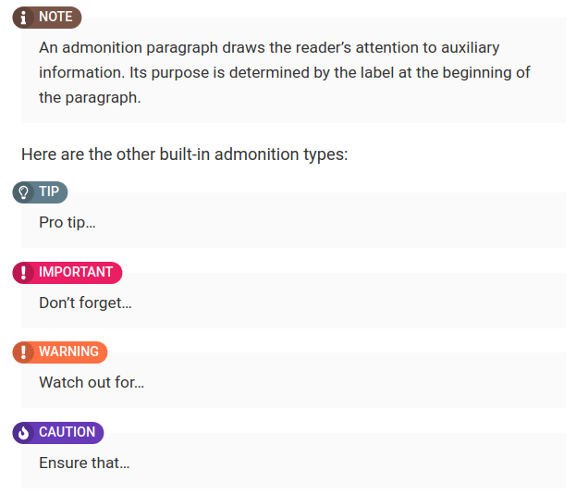 NOTE
An admonition paragraph draws the reader’s attention to auxiliary
information. Its purpose is determined by the label at the beginning of
the paragraph.
Here are the other built-in admonition types:
TIP
Pro tip…
IMPORTANT
Don’t forget…
WARNING
Watch out for…
CAUTION
Ensure that…